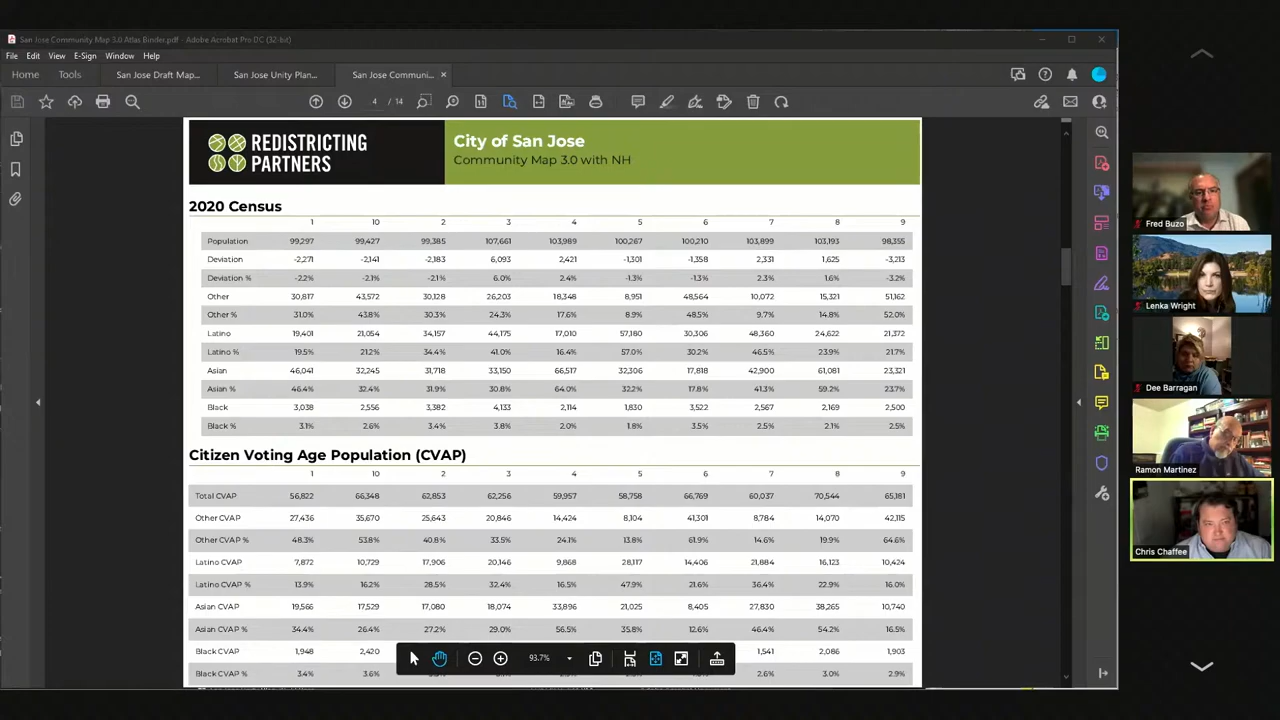 San Jose Community Map 3.0 Atlas Binder.pdf - Adobe Acrobat Pro DC (32-bit)
File Edit View E-Sign Window Help
Home Tools San Jose Draft Map... San Jose Unity Plan... San Jose Communi... ×
4 / 14
REDISTRICTING PARTNERS
City of San Jose
Community Map 3.0 with NH
2020 Census
1 10 2 3 4 5 6 7 8 9
Population 99,297 99,427 99,385 107,661 103,989 100,267 100,210 103,899 103,193 98,355
Deviation -2,271 -2,141 -2,183 6,093 2,421 -1,301 -1,358 2,331 1,625 -3,213
Deviation % -2.2% -2.1% -2.1% 6.0% 2.4% -1.3% -1.3% 2.3% 1.6% -3.2%
Other 30,817 43,572 30,128 26,203 18,348 8,951 48,564 10,072 15,321 51,162
Other % 31.0% 43.8% 30.3% 24.3% 17.6% 8.9% 48.5% 9.7% 14.8% 52.0%
Latino 19,401 21,054 34,157 44,175 17,010 57,180 30,306 48,360 24,622 21,372
Latino % 19.5% 21.2% 34.4% 41.0% 16.4% 57.0% 30.2% 46.5% 23.9% 21.7%
Asian 46,041 32,245 31,718 33,150 66,517 32,306 17,818 42,900 61,081 23,321
Asian % 46.4% 32.4% 31.9% 30.8% 64.0% 32.2% 17.8% 41.3% 59.2% 23.7%
Black 3,038 2,556 3,382 4,133 2,114 1,830 3,522 2,567 2,169 2,500
Black % 3.1% 2.6% 3.4% 3.8% 2.0% 1.8% 3.5% 2.5% 2.1% 2.5%
Citizen Voting Age Population (CVAP)
1 10 2 3 4 5 6 7 8 9
Total CVAP 56,822 66,348 62,853 62,256 59,957 58,758 66,769 60,037 70,544 65,181
Other CVAP 27,436 35,670 25,643 20,846 14,424 8,104 41,301 8,784 14,070 42,115
Other CVAP % 48.3% 53.8% 40.8% 33.5% 24.1% 13.8% 61.9% 14.6% 19.9% 64.6%
Latino CVAP 7,872 10,729 17,906 20,146 9,868 28,117 14,406 21,884 16,123 10,424
Latino CVAP % 13.9% 16.2% 28.5% 32.4% 16.5% 47.9% 21.6% 36.4% 22.9% 16.0%
Asian CVAP 19,566 17,529 17,080 18,074 33,896 21,025 8,405 27,830 38,265 10,740
Asian CVAP % 34.4% 26.4% 27.2% 29.0% 56.5% 35.8% 12.6% 46.4% 54.2% 16.5%
Black CVAP 1,948 2,420 1,541 2,086 1,903
Black CVAP % 3.4% 3.6% 2.6% 3.0% 2.9%
93.7%
Fred Buzo
Lenka Wright
Dee Barragan
Ramon Martinez
Chris Chaffee